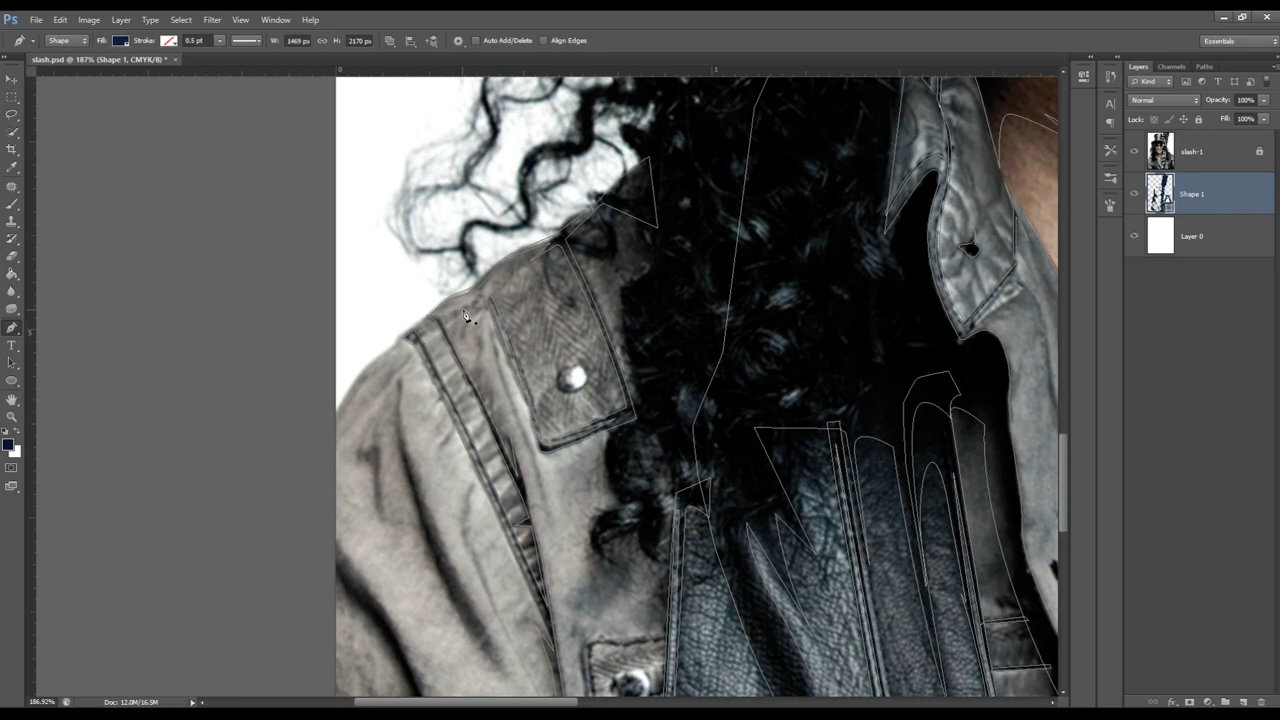 Ps File Edit Image Layer Type Select Filter View Window Help
Shape Fill: Stroke: 0.5 pt W: 1469 px H: 2170 px Auto Add/Delete Align Edges Essentials
slash.psd @ 187% (Shape 1, CMYK/8) * ×
0 1
5
Layers Channels Paths
Kind
Normal Opacity: 100%
Lock: Fill: 100%
slash-1
Shape 1
Layer 0
186.92% Doc: 12.0M/16.5M